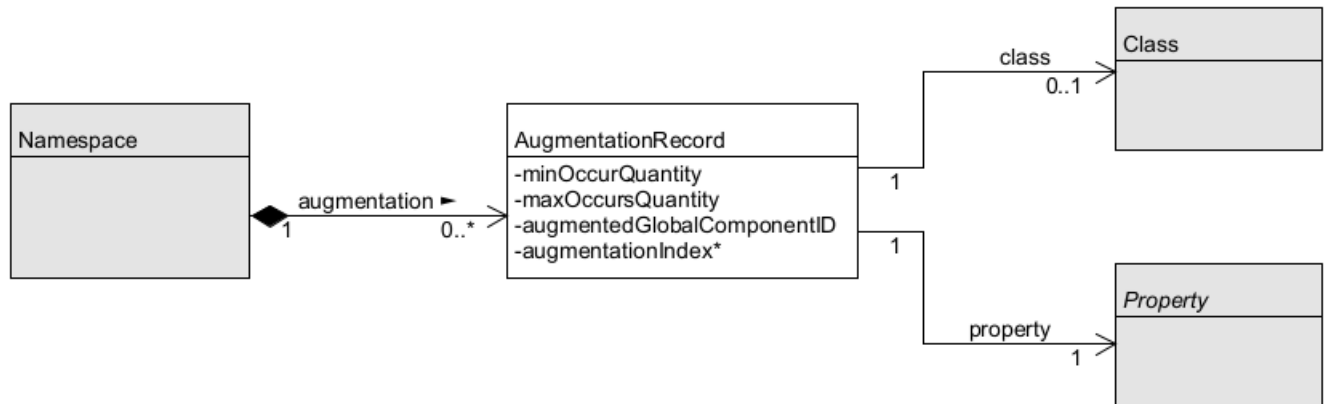 Namespace
augmentation ►
1
0..*
AugmentationRecord
-minOccurQuantity
-maxOccursQuantity
-augmentedGlobalComponentID
-augmentationIndex*
class
0..1
1
Class
1
property
1
Property